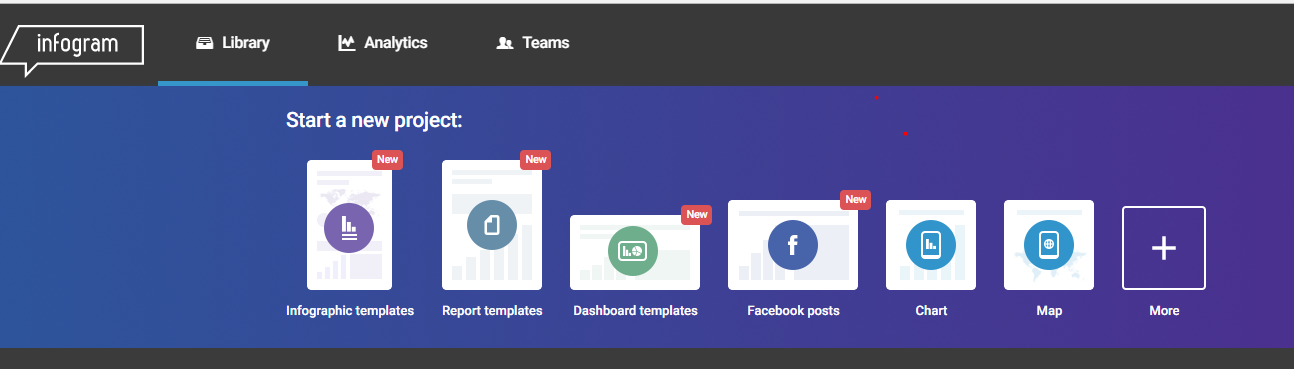 infogram
Library
Analytics
Teams
Start a new project:
New
New
New
New
Infographic templates
Report templates
Dashboard templates
Facebook posts
Chart
Map
More